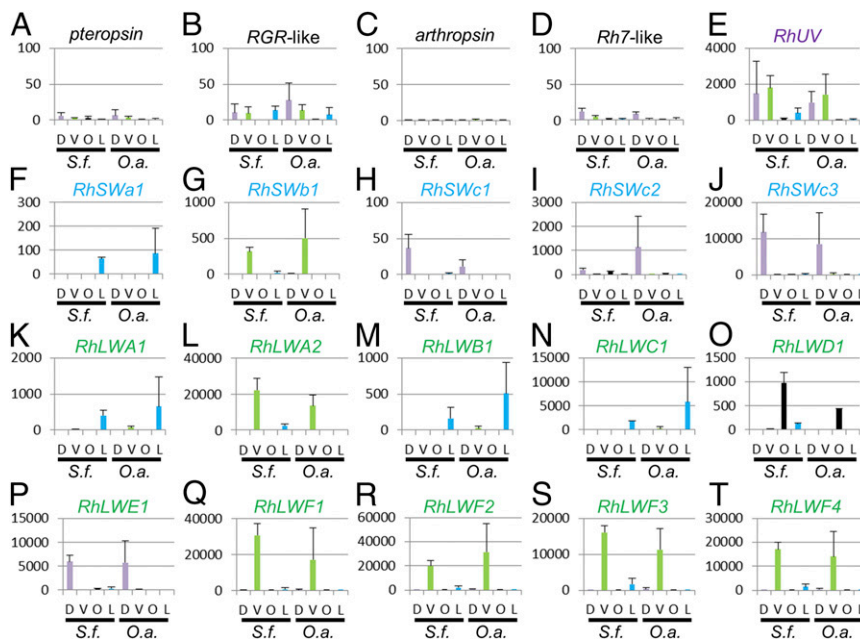 A pteropsin
100
50
0
D V O L D V O L
S.f. O.a.
B RGR-like
100
50
0
D V O L D V O L
S.f. O.a.
C arthropsin
100
50
0
D V O L D V O L
S.f. O.a.
D Rh7-like
100
50
0
D V O L D V O L
S.f. O.a.
E RhUV
4000
2000
0
D V O L D V O L
S.f. O.a.
F RhSWa1
300
200
100
0
D V O L D V O L
S.f. O.a.
G RhSWb1
1000
500
0
D V O L D V O L
S.f. O.a.
H RhSWc1
100
50
0
D V O L D V O L
S.f. O.a.
I RhSWc2
3000
2000
1000
0
D V O L D V O L
S.f. O.a.
J RhSWc3
20000
10000
0
D V O L D V O L
S.f. O.a.
K RhLWA1
2000
1000
0
D V O L D V O L
S.f. O.a.
L RhLWA2
40000
20000
0
D V O L D V O L
S.f. O.a.
M RhLWB1
1000
500
0
D V O L D V O L
S.f. O.a.
N RhLWC1
15000
10000
5000
0
D V O L D V O L
S.f. O.a.
O RhLWD1
1500
1000
500
0
D V O L D V O L
S.f. O.a.
P RhLWE1
15000
10000
5000
0
D V O L D V O L
S.f. O.a.
Q RhLWF1
40000
20000
0
D V O L D V O L
S.f. O.a.
R RhLWF2
60000
40000
20000
0
D V O L D V O L
S.f. O.a.
S RhLWF3
20000
10000
0
D V O L D V O L
S.f. O.a.
T RhLWF4
30000
20000
10000
0
D V O L D V O L
S.f. O.a.